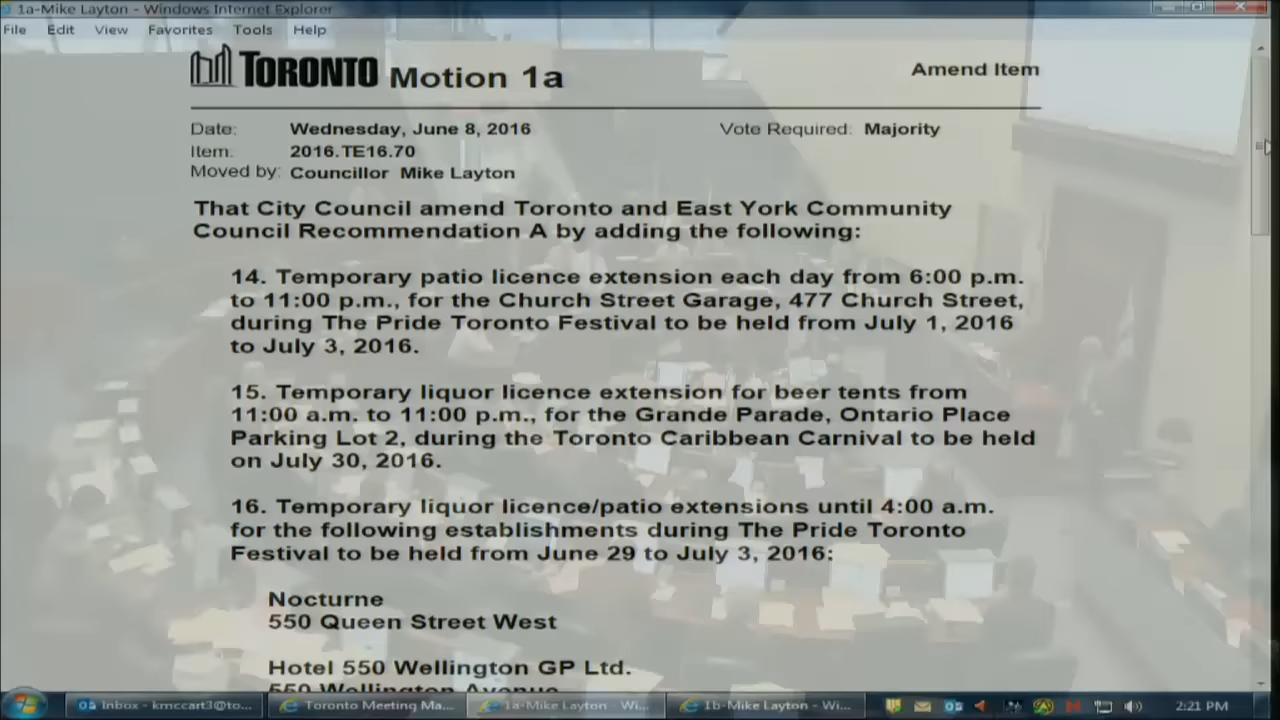 1a-Mike Layton - Windows Internet Explorer
File Edit View Favorites Tools Help
TORONTO Motion 1a
Amend Item
Date: Wednesday, June 8, 2016
Vote Required: Majority
Item: 2016.TE16.70
Moved by: Councillor Mike Layton
That City Council amend Toronto and East York Community
Council Recommendation A by adding the following:
14. Temporary patio licence extension each day from 6:00 p.m.
to 11:00 p.m., for the Church Street Garage, 477 Church Street,
during The Pride Toronto Festival to be held from July 1, 2016
to July 3, 2016.
15. Temporary liquor licence extension for beer tents from
11:00 a.m. to 11:00 p.m., for the Grande Parade, Ontario Place
Parking Lot 2, during the Toronto Caribbean Carnival to be held
on July 30, 2016.
16. Temporary liquor licence/patio extensions until 4:00 a.m.
for the following establishments during The Pride Toronto
Festival to be held from June 29 to July 3, 2016:
Nocturne
550 Queen Street West
Hotel 550 Wellington GP Ltd.
550 Wellington Avenue
Inbox - kmccart3@to...
Toronto Meeting Ma...
1a-Mike Layton - Wi...
1b-Mike Layton - Wi...
2:21 PM